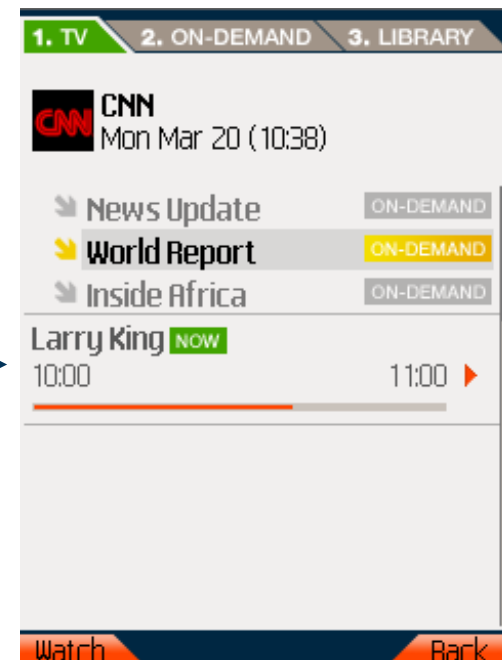 1. TV 2. ON-DEMAND 3. LIBRARY
CNN CNN
Mon Mar 20 (10:38)
News Update ON-DEMAND
World Report ON-DEMAND
Inside Africa ON-DEMAND
Larry King NOW
10:00 11:00
Watch Back